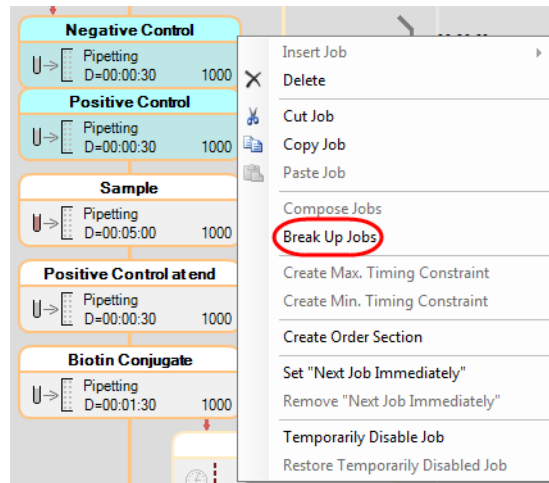 Negative Control
Pipetting
D=00:00:30 1000
Positive Control
Pipetting
D=00:00:30 1000
Sample
Pipetting
D=00:05:00 1000
Positive Control at end
Pipetting
D=00:00:30 1000
Biotin Conjugate
Pipetting
D=00:01:30 1000
Insert Job
Delete
Cut Job
Copy Job
Paste Job
Compose Jobs
Break Up Jobs
Create Max. Timing Constraint
Create Min. Timing Constraint
Create Order Section
Set "Next Job Immediately"
Remove "Next Job Immediately"
Temporarily Disable Job
Restore Temporarily Disabled Job